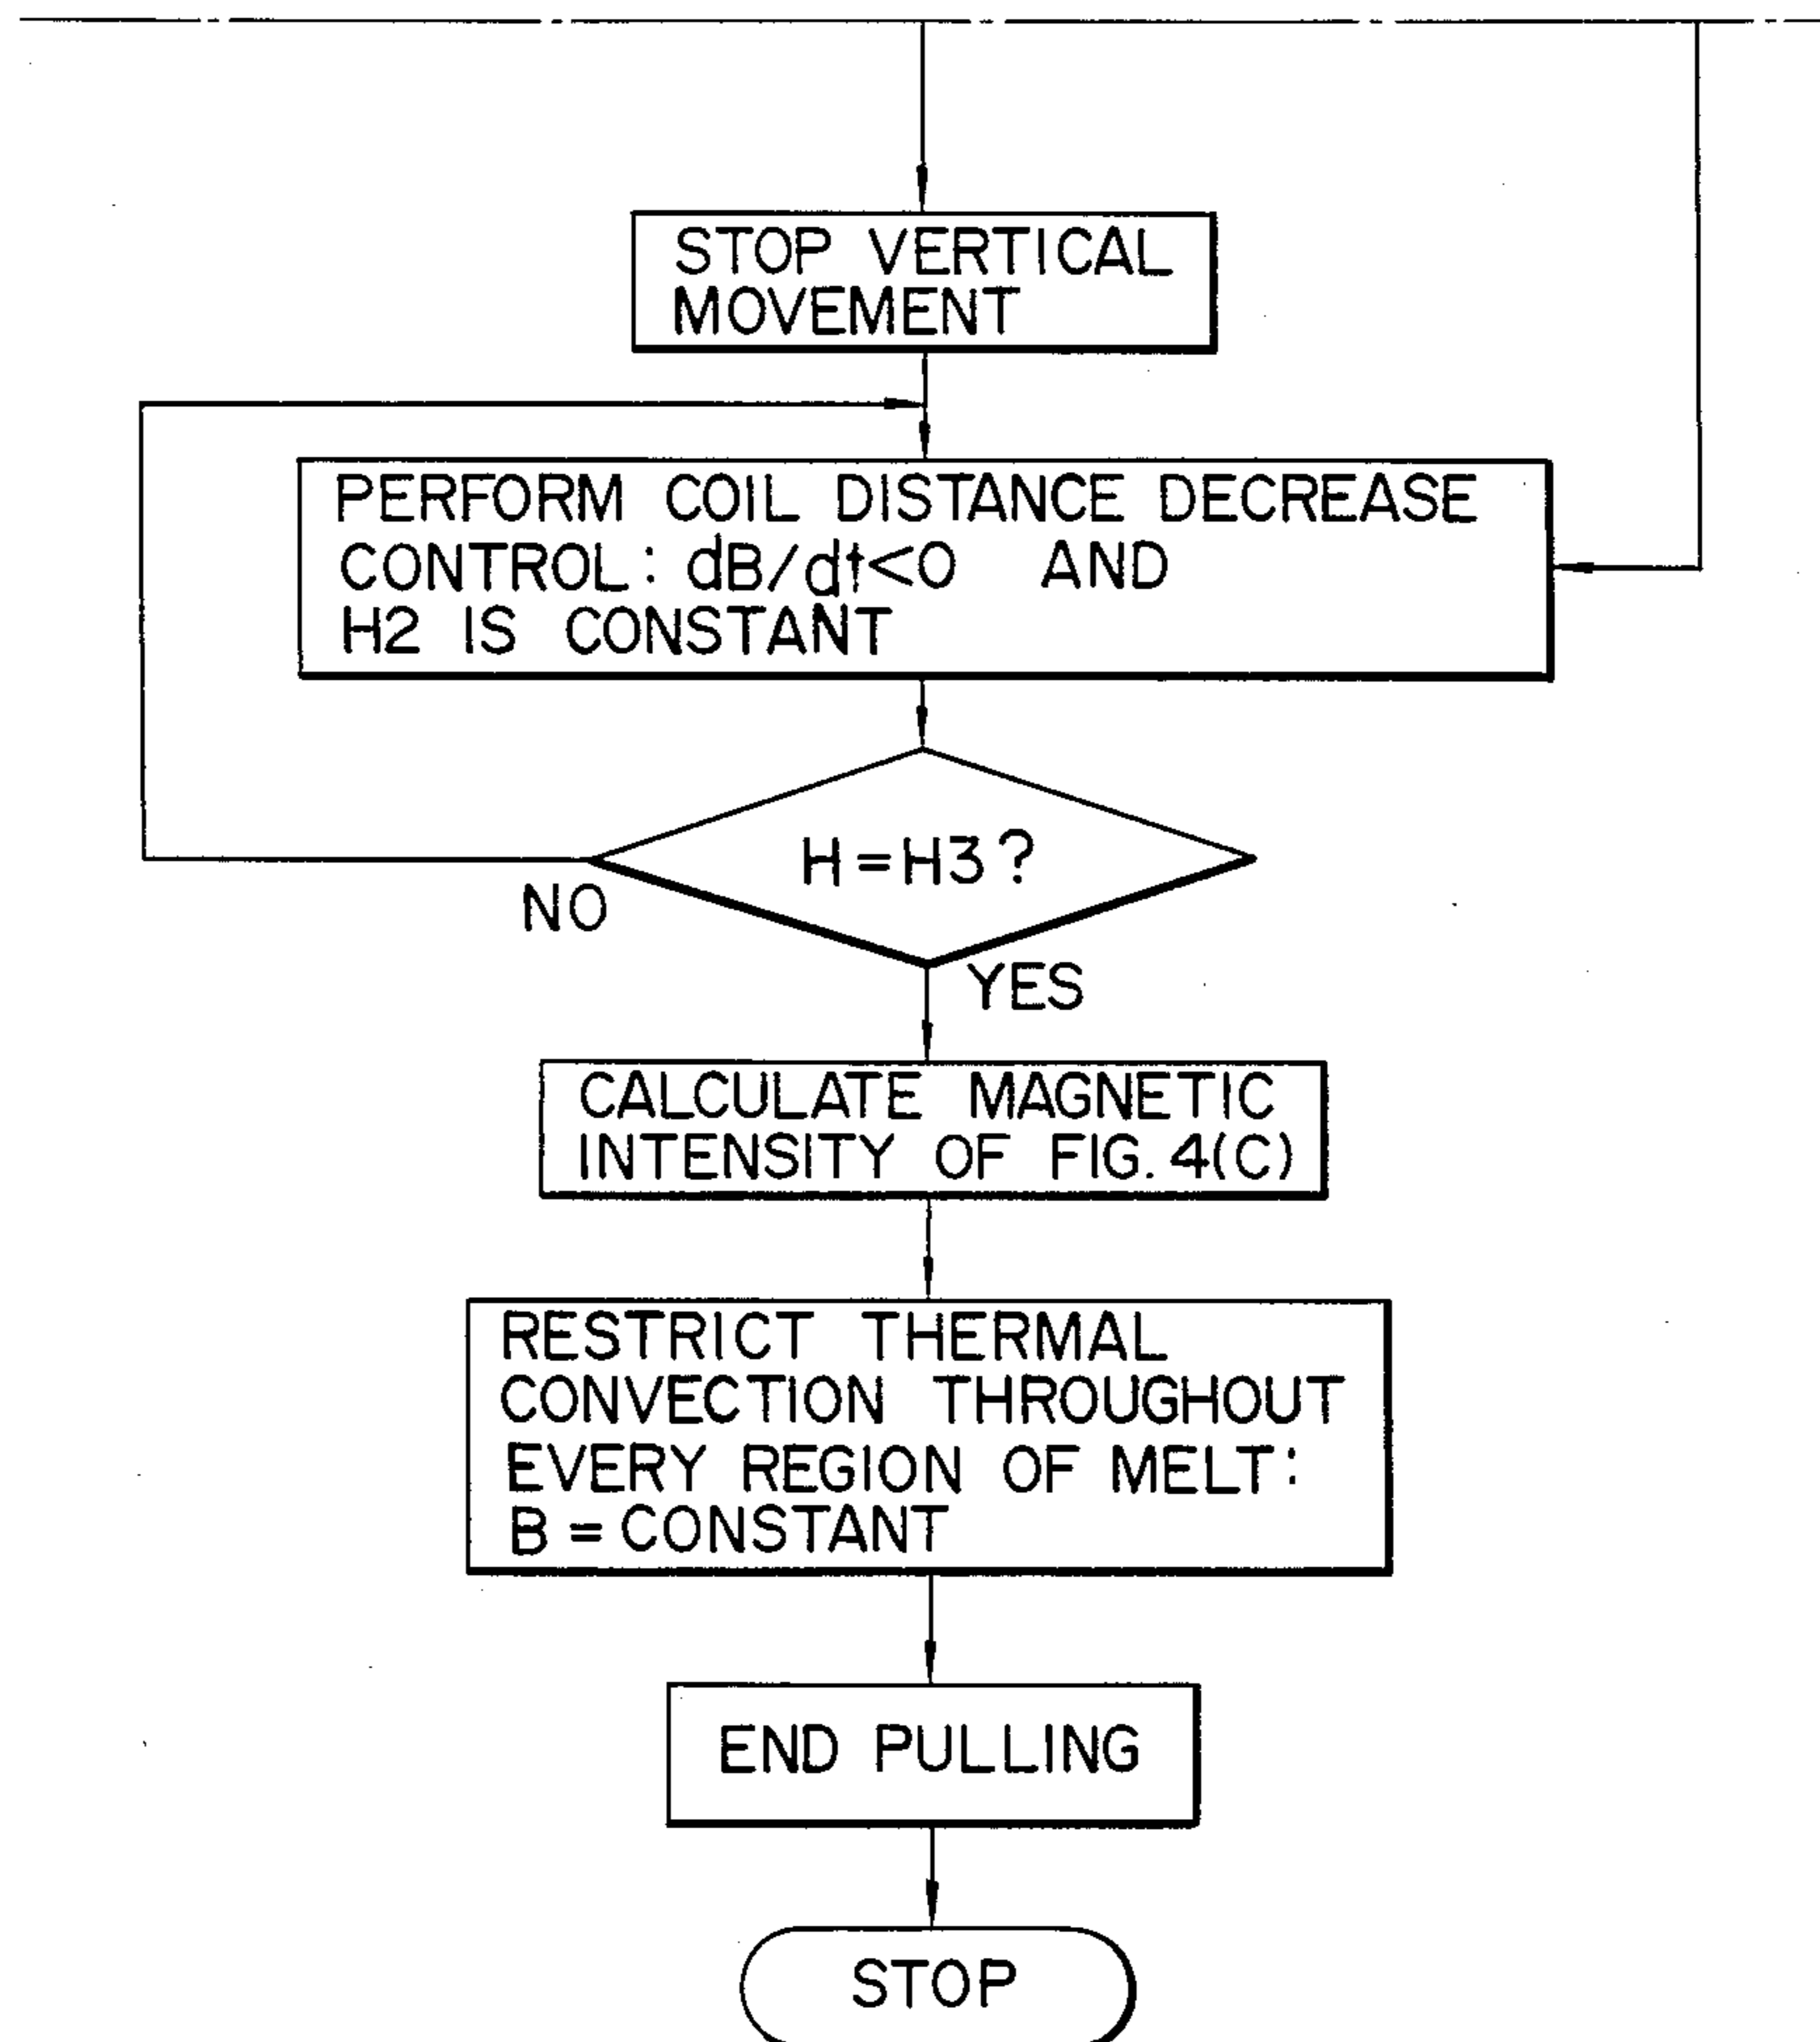 STOP VERTICAL
MOVEMENT
PERFORM COIL DISTANCE DECREASE
CONTROL: dB/dt<0 AND
H2 IS CONSTANT
H=H3?
NO
YES
CALCULATE MAGNETIC
INTENSITY OF FIG. 4(C)
RESTRICT THERMAL
CONVECTION THROUGHOUT
EVERY REGION OF MELT:
B = CONSTANT
END PULLING
STOP